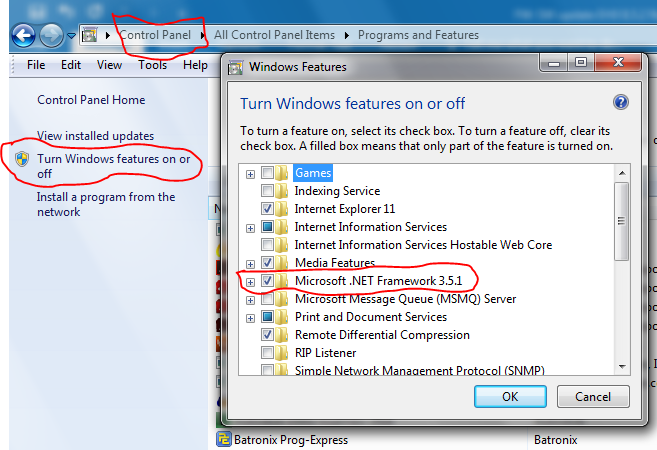 Control Panel All Control Panel Items Programs and Features
File Edit View Tools Help
Control Panel Home
View installed updates
Turn Windows features on or
off
Install a program from the
network
Windows Features
Turn Windows features on or off
To turn a feature on, select its check box. To turn a feature off, clear its
check box. A filled box means that only part of the feature is turned on.
Games
Indexing Service
Internet Explorer 11
Internet Information Services
Internet Information Services Hostable Web Core
Media Features
Microsoft .NET Framework 3.5.1
Microsoft Message Queue (MSMQ) Server
Print and Document Services
Remote Differential Compression
RIP Listener
Simple Network Management Protocol (SNMP)
OK Cancel
Batronix Prog-Express Batronix